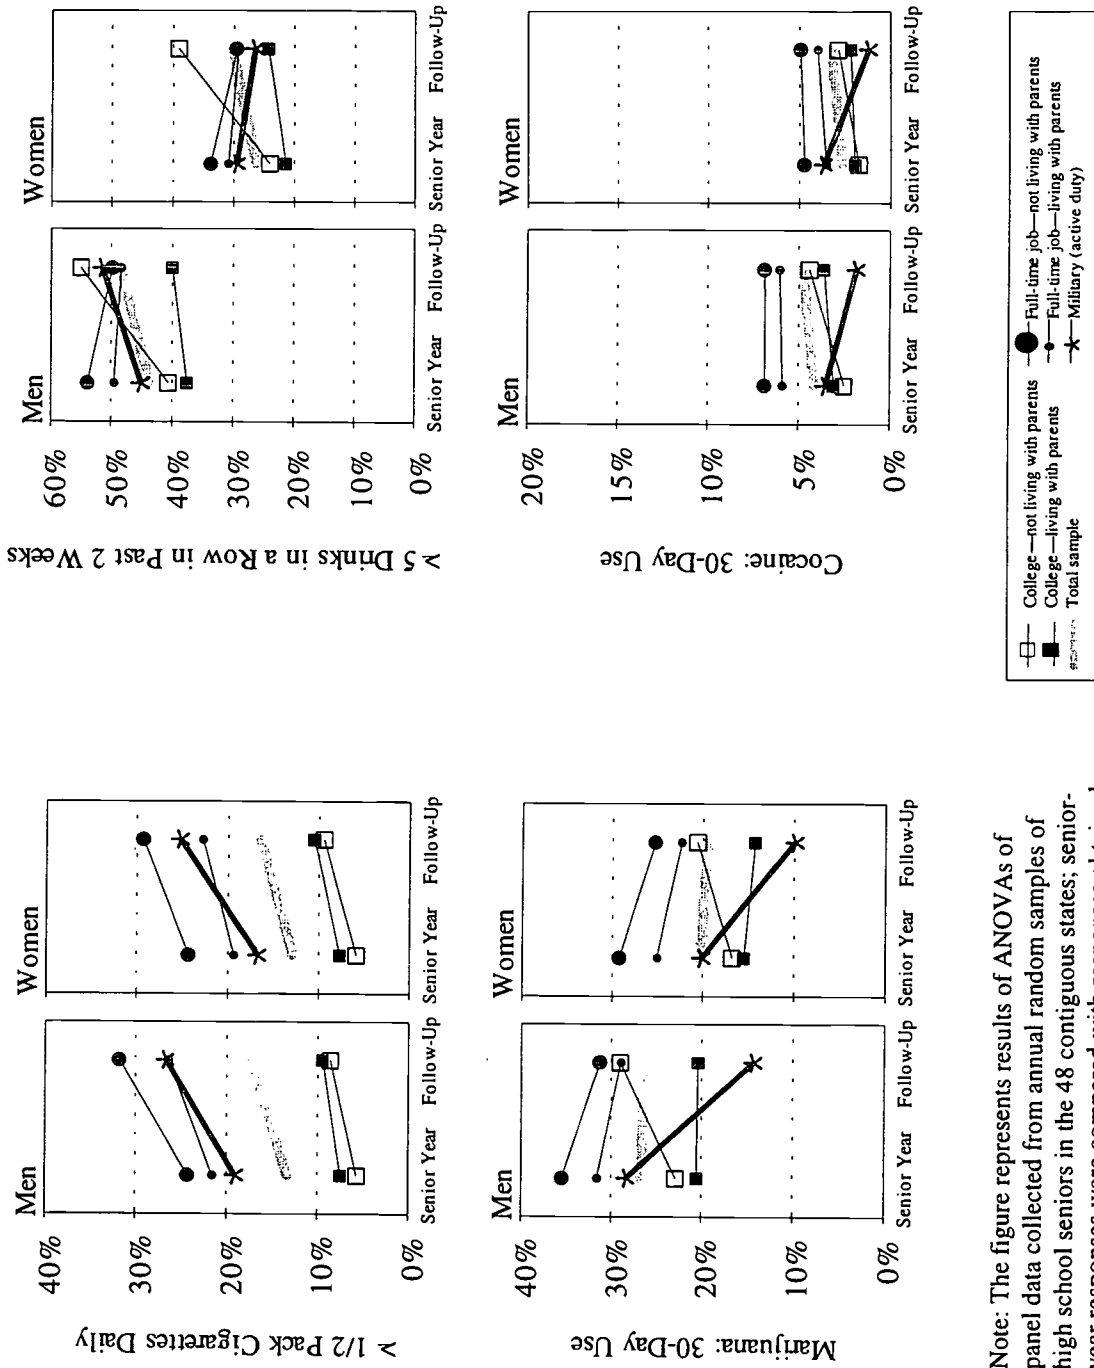 Men
Women
≥ 1/2 Pack Cigarettes Daily
40%
30%
20%
10%
0%
Senior Year Follow-Up
Senior Year Follow-Up
Men
Women
≥ 5 Drinks in a Row in Past 2 Weeks
60%
50%
40%
30%
20%
10%
0%
Senior Year Follow-Up
Senior Year Follow-Up
Men
Women
Marijuana: 30-Day Use
40%
30%
20%
10%
0%
Senior Year Follow-Up
Senior Year Follow-Up
Men
Women
Cocaine: 30-Day Use
20%
15%
10%
5%
0%
Senior Year Follow-Up
Senior Year Follow-Up
College—not living with parents
College—living with parents
Total sample
Full-time job—not living with parents
Full-time job—living with parents
Military (active duty)
Note: The figure represents results of ANOVAs of
panel data collected from annual random samples of
high school seniors in the 48 contiguous states; senior-